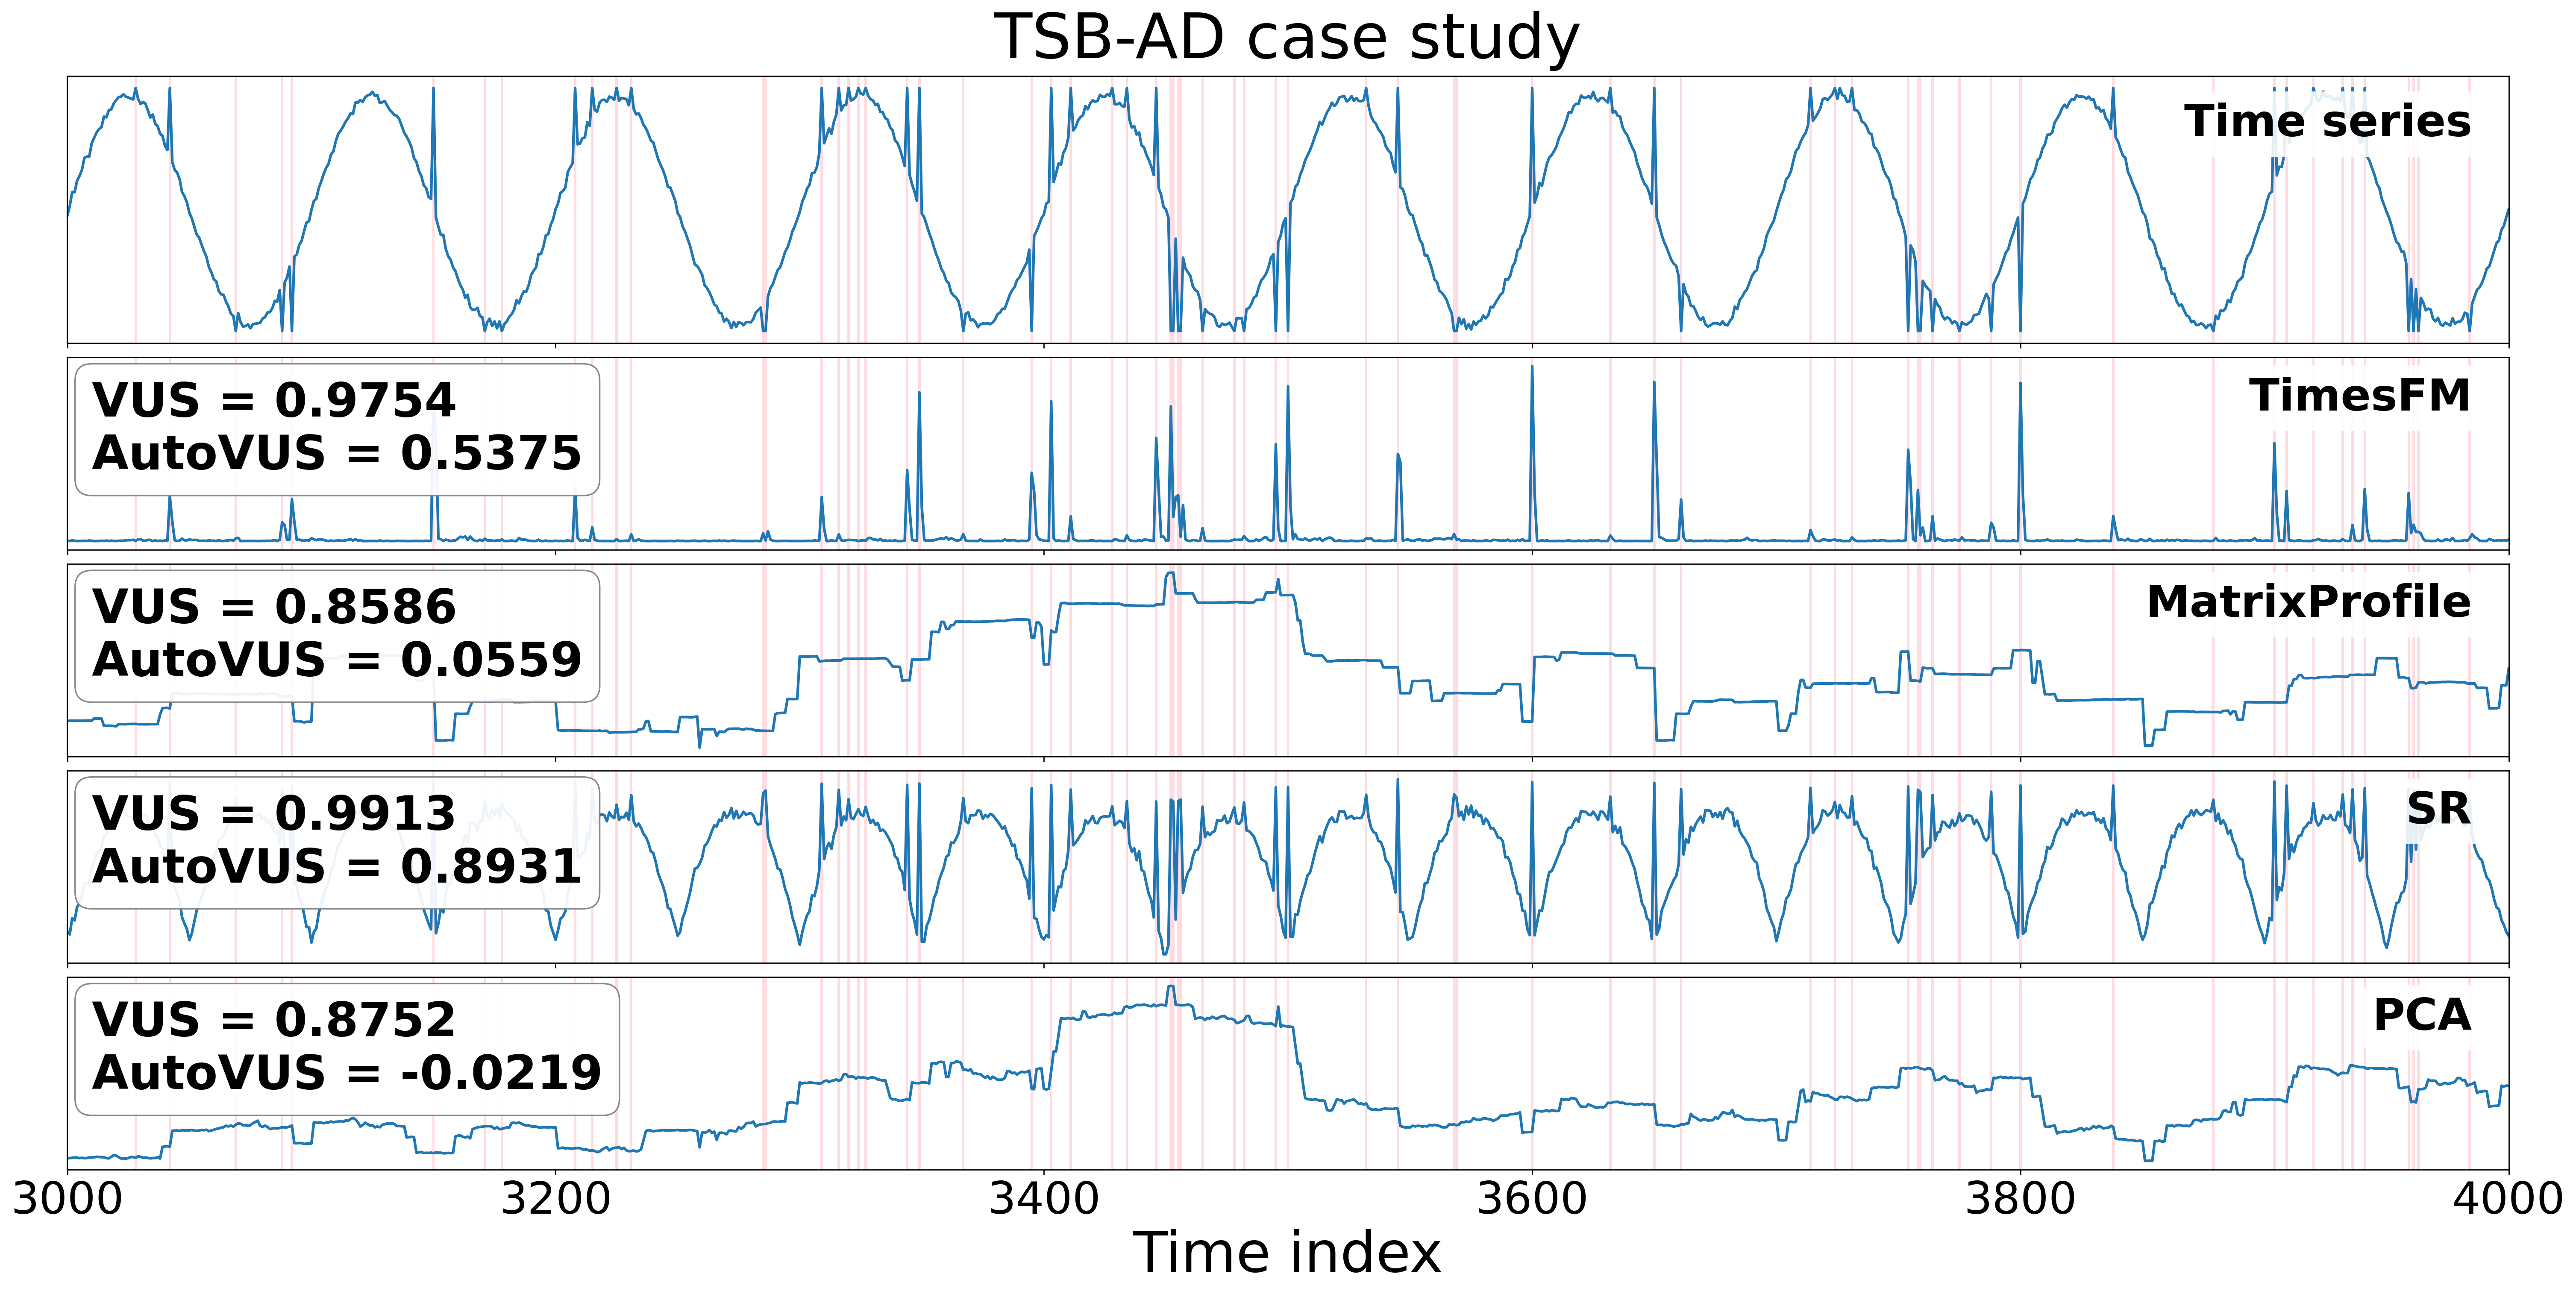 TSB-AD case study
Time series
VUS = 0.9754
AutoVUS = 0.5375
TimesFM
VUS = 0.8586
AutoVUS = 0.0559
MatrixProfile
VUS = 0.9913
AutoVUS = 0.8931
SR
VUS = 0.8752
AutoVUS = -0.0219
PCA
3000 3200 3400 3600 3800 4000
Time index